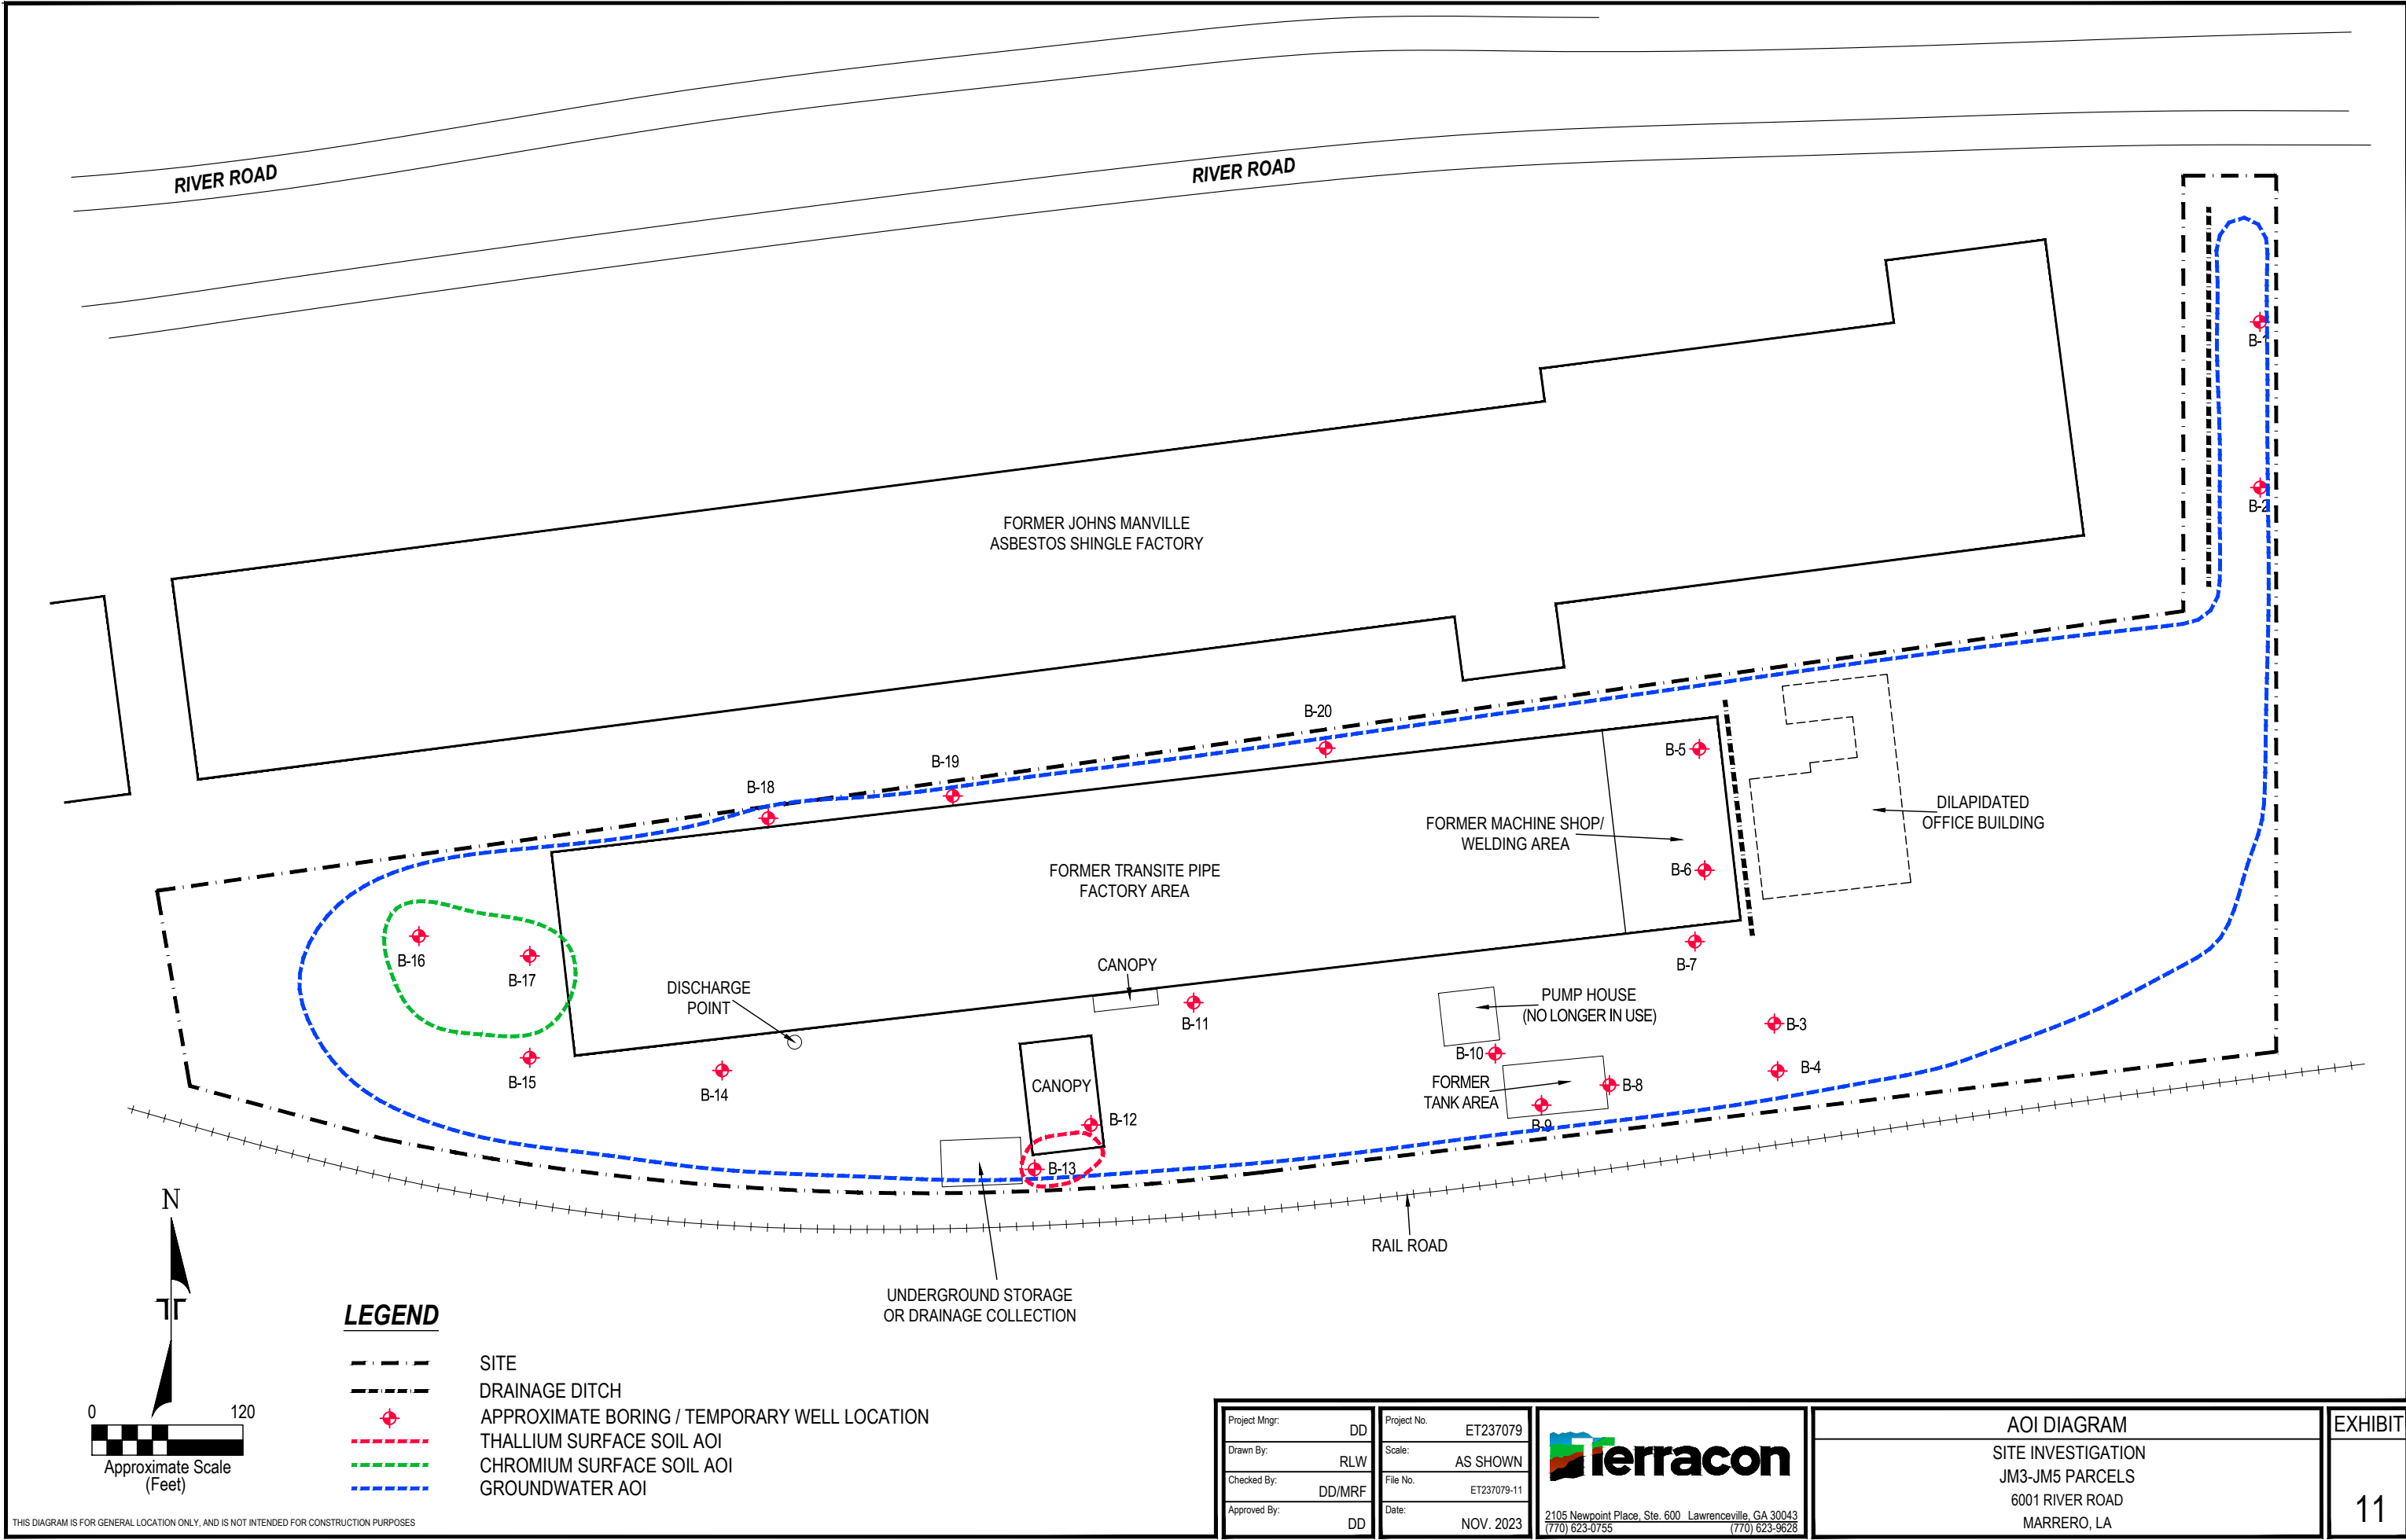 RIVER ROAD
RIVER ROAD
B-1
B-2
FORMER JOHNS MANVILLE
ASBESTOS SHINGLE FACTORY
B-20
B-19
B-18
B-5
FORMER MACHINE SHOP/
WELDING AREA
B-6
DILAPIDATED
OFFICE BUILDING
FORMER TRANSITE PIPE
FACTORY AREA
B-16
B-17
DISCHARGE
POINT
CANOPY
B-7
B-11
PUMP HOUSE
(NO LONGER IN USE)
B-3
B-10
B-4
B-15
B-14
CANOPY
FORMER
TANK AREA
B-8
B-9
B-12
B-13
RAIL ROAD
UNDERGROUND STORAGE
OR DRAINAGE COLLECTION
N
0 120
Approximate Scale
(Feet)
LEGEND
SITE
DRAINAGE DITCH
APPROXIMATE BORING / TEMPORARY WELL LOCATION
THALLIUM SURFACE SOIL AOI
CHROMIUM SURFACE SOIL AOI
GROUNDWATER AOI
THIS DIAGRAM IS FOR GENERAL LOCATION ONLY, AND IS NOT INTENDED FOR CONSTRUCTION PURPOSES
Project Mngr: DD
Drawn By: RLW
Checked By: DD/MRF
Approved By: DD
Project No. ET237079
Scale: AS SHOWN
File No. ET237079-11
Date: NOV. 2023
Terracon
2105 Newpoint Place, Ste. 600 Lawrenceville, GA 30043
(770) 623-0755 (770) 623-9628
AOI DIAGRAM
SITE INVESTIGATION
JM3-JM5 PARCELS
6001 RIVER ROAD
MARRERO, LA
EXHIBIT
11